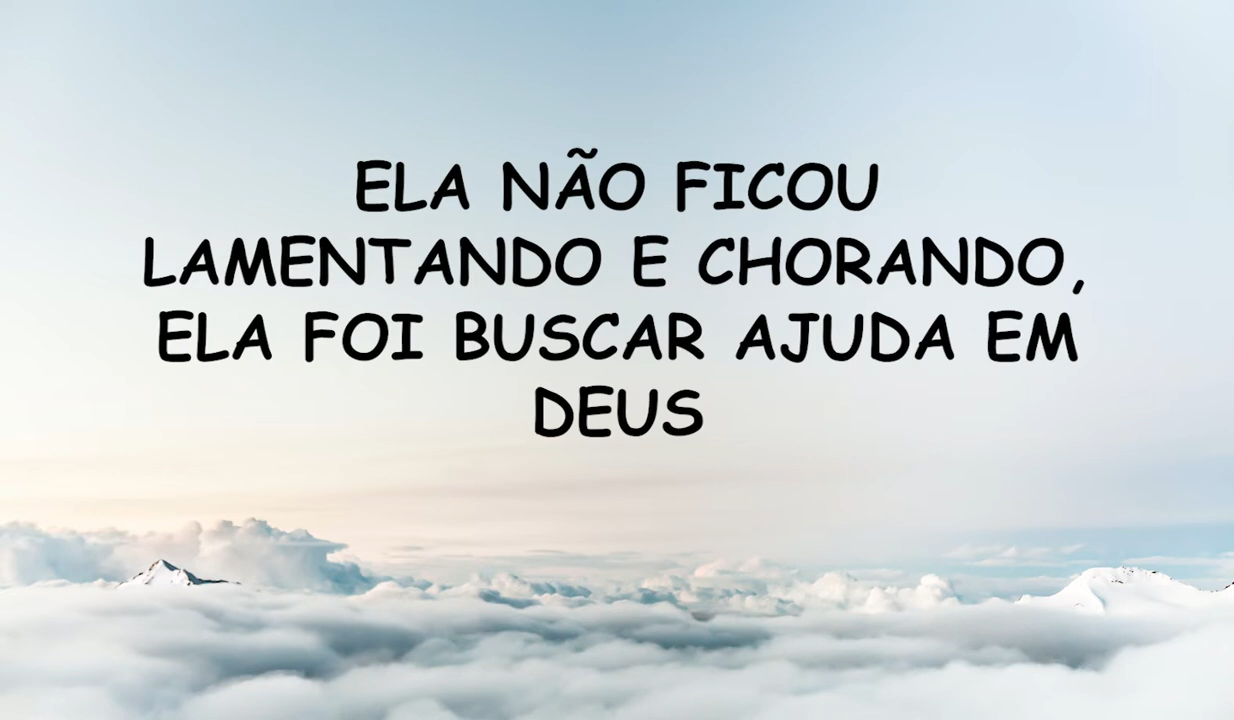 ELA NÃO FICOU
LAMENTANDO E CHORANDO,
ELA FOI BUSCAR AJUDA EM
DEUS